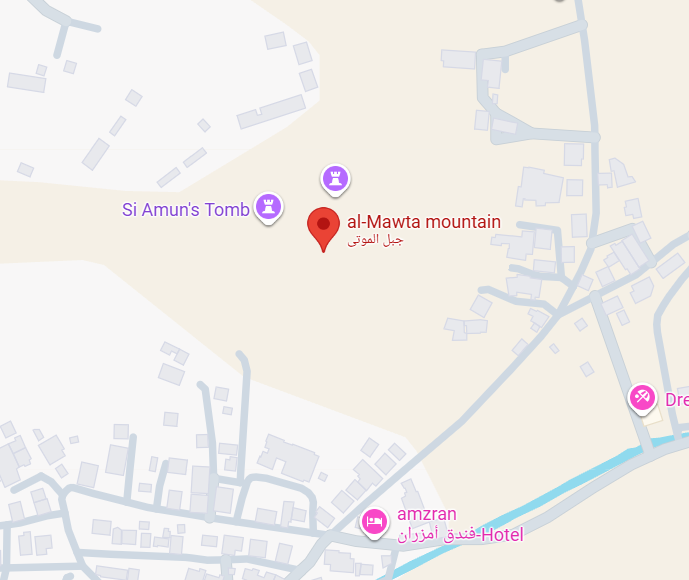 Si Amun's Tomb
al-Mawta mountain
جبل الموتى
Dre
amzran
فندق أمزران-Hotel